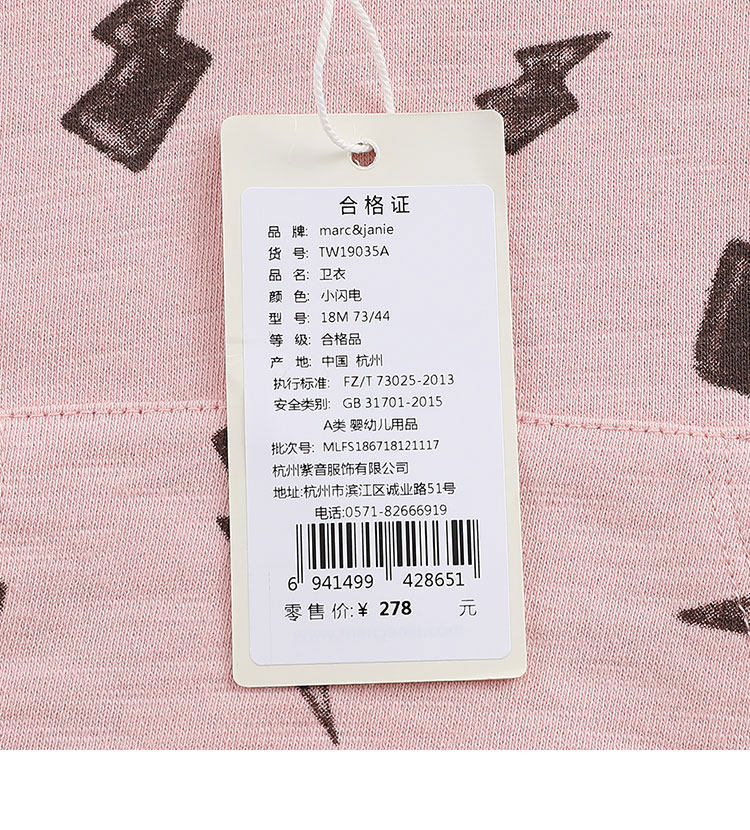 合格证
品 牌: marc&janie
货 号: TW19035A
品 名: 卫衣
颜 色: 小闪电
型 号: 18M 73/44
等 级: 合格品
产 地: 中国 杭州
执行标准: FZ/T 73025-2013
安全类别: GB 31701-2015
A类 婴幼儿用品
批次号: MLFS186718121117
杭州紫音服饰有限公司
地址:杭州市滨江区诚业路51号
电话:0571-82666919
6 941499 428651
零售价:¥ 278 元